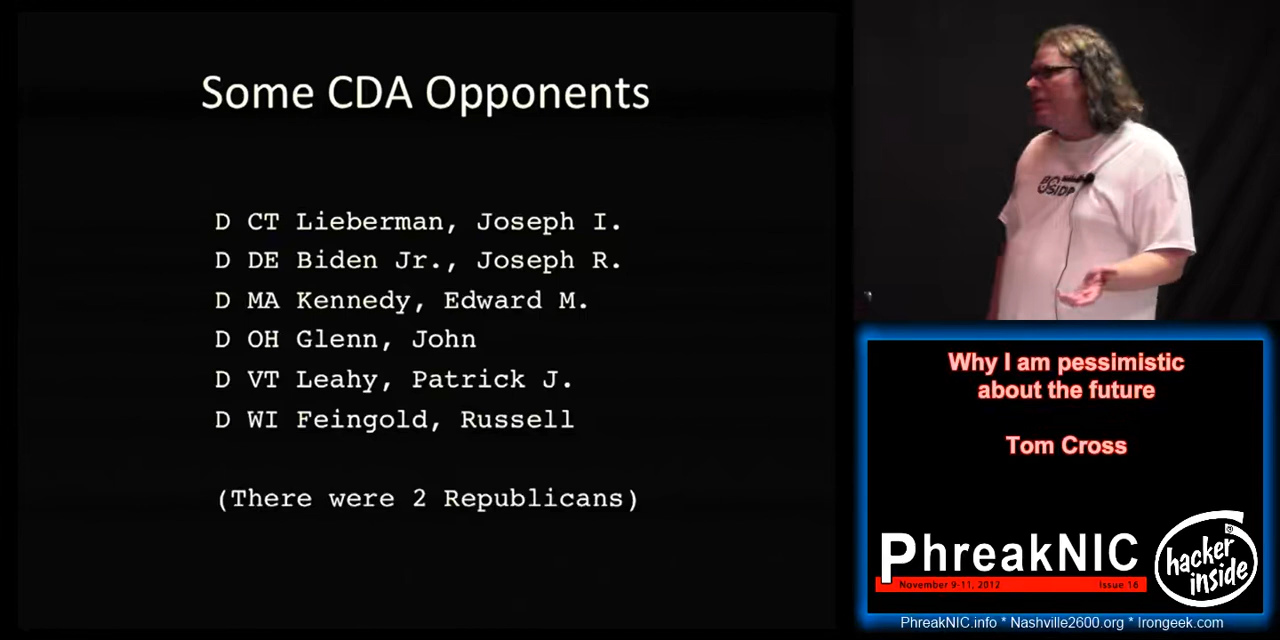 Some CDA Opponents
D CT Lieberman, Joseph I.
D DE Biden Jr., Joseph R.
D MA Kennedy, Edward M.
D OH Glenn, John
D VT Leahy, Patrick J.
D WI Feingold, Russell
(There were 2 Republicans)
Why I am pessimistic
about the future
Tom Cross
PhreakNIC
November 9-11, 2012 Issue 16
hacker
inside
PhreakNIC.info * Nashville2600.org * Irongeek.com